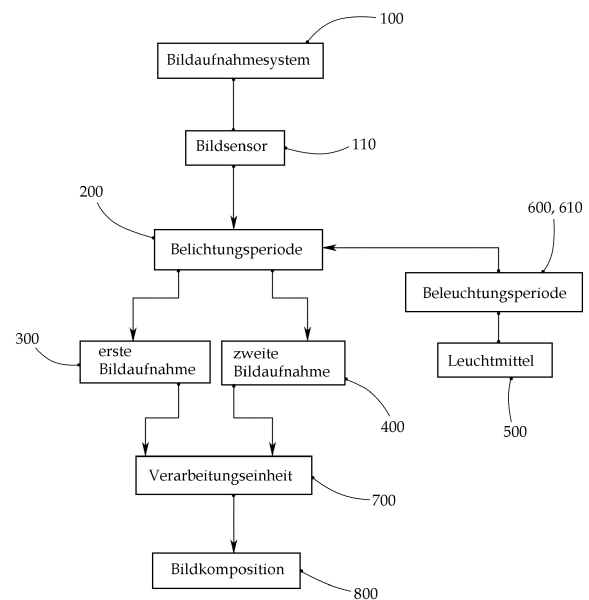 100
Bildaufnahmesystem
Bildsensor
110
200
600, 610
Belichtungsperiode
Beleuchtungsperiode
300
erste
Bildaufnahme
zweite
Bildaufnahme
Leuchtmittel
400
500
Verarbeitungseinheit
700
Bildkomposition
800